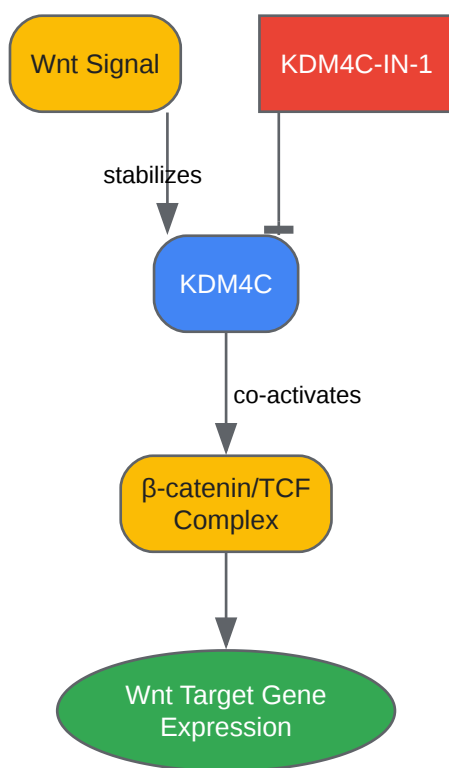 Wnt Signal
KDM4C-IN-1
stabilizes
KDM4C
co-activates
β-catenin/TCF
Complex
Wnt Target Gene
Expression